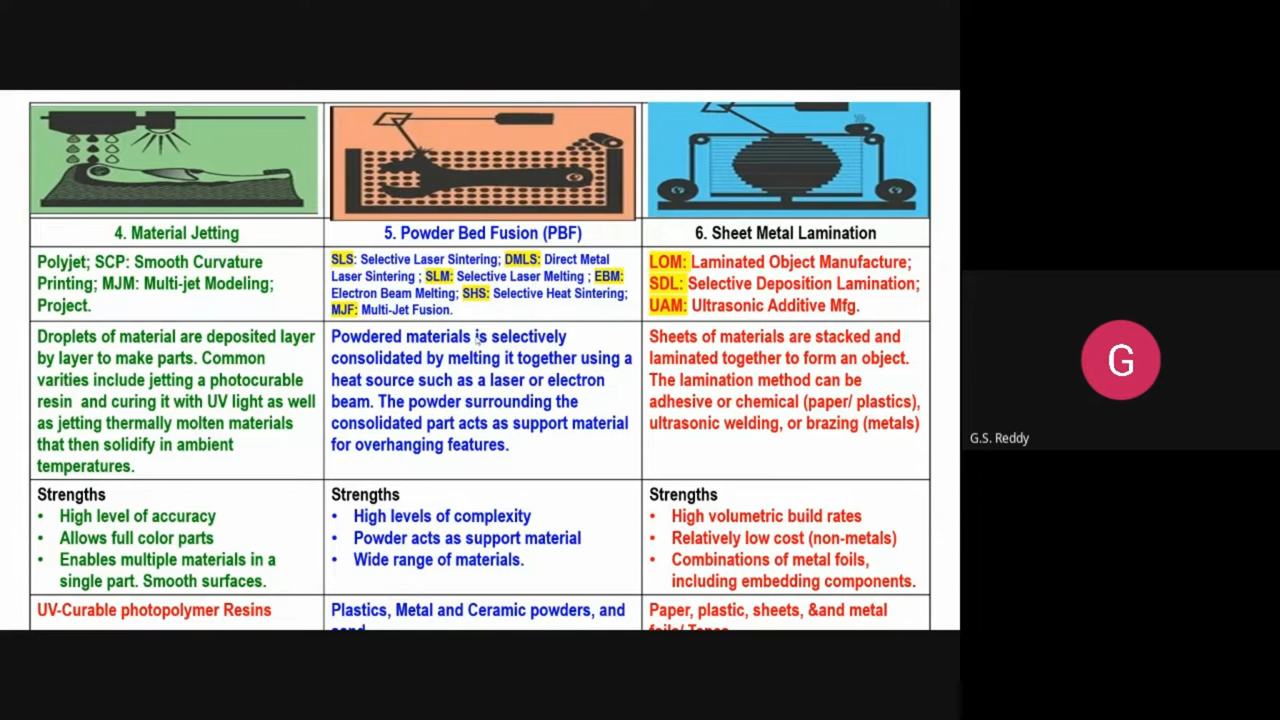 4. Material Jetting
5. Powder Bed Fusion (PBF)
6. Sheet Metal Lamination
Polyjet; SCP: Smooth Curvature
Printing; MJM: Multi-jet Modeling;
Project.
SLS: Selective Laser Sintering; DMLS: Direct Metal
Laser Sintering ; SLM: Selective Laser Melting ; EBM:
Electron Beam Melting; SHS: Selective Heat Sintering;
MJF: Multi-Jet Fusion.
LOM: Laminated Object Manufacture;
SDL: Selective Deposition Lamination;
UAM: Ultrasonic Additive Mfg.
Droplets of material are deposited layer
by layer to make parts. Common
varities include jetting a photocurable
resin and curing it with UV light as well
as jetting thermally molten materials
that then solidify in ambient
temperatures.
Powdered materials is selectively
consolidated by melting it together using a
heat source such as a laser or electron
beam. The powder surrounding the
consolidated part acts as support material
for overhanging features.
Sheets of materials are stacked and
laminated together to form an object.
The lamination method can be
adhesive or chemical (paper/ plastics),
ultrasonic welding, or brazing (metals)
Strengths
• High level of accuracy
• Allows full color parts
• Enables multiple materials in a
single part. Smooth surfaces.
Strengths
• High levels of complexity
• Powder acts as support material
• Wide range of materials.
Strengths
• High volumetric build rates
• Relatively low cost (non-metals)
• Combinations of metal foils,
including embedding components.
UV-Curable photopolymer Resins
Plastics, Metal and Ceramic powders, and
sand
Paper, plastic, sheets, &and metal
foils/ Tapes
G
G.S. Reddy